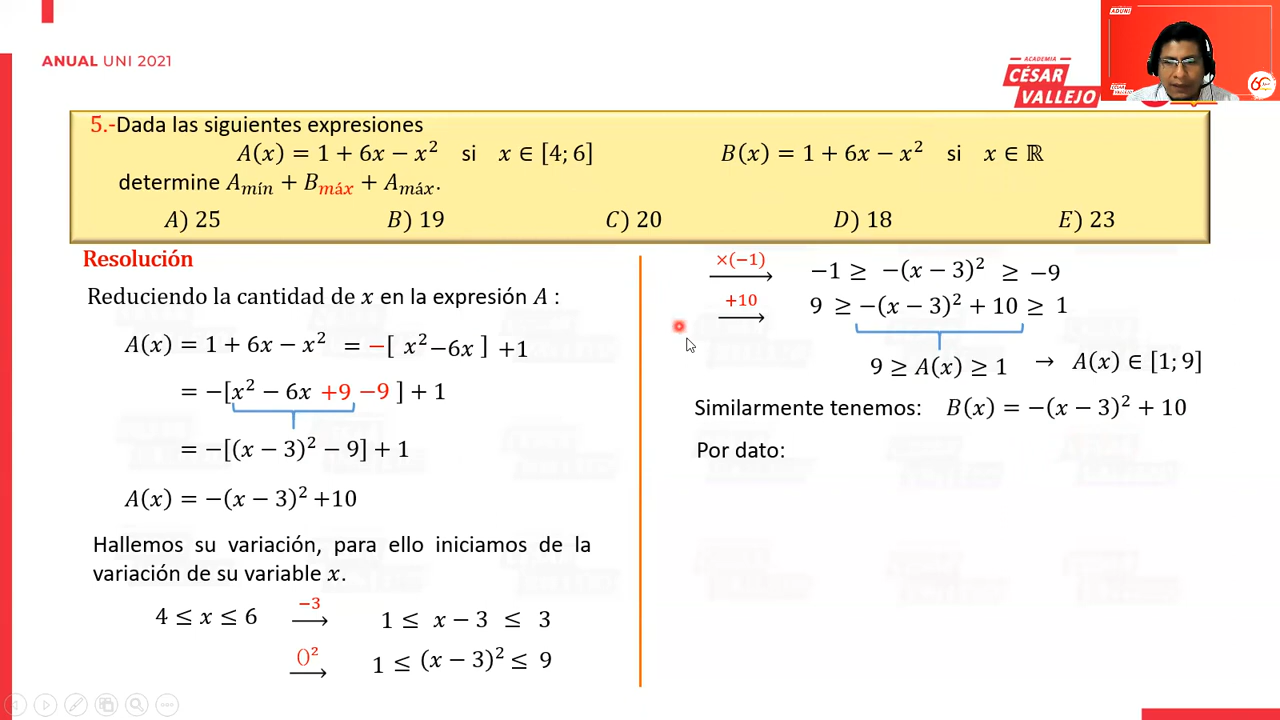 ANUAL UNI 2021
ACADEMIA
CÉSAR
VALLEJO
ADUNI
60
5.-Dada las siguientes expresiones
A(x) = 1 + 6x − x² si x ∈ [4; 6] B(x) = 1 + 6x − x² si x ∈ ℝ
determine A_mín + B_máx + A_máx.
A) 25 B) 19 C) 20 D) 18 E) 23
Resolución
Reduciendo la cantidad de x en la expresión A :
A(x) = 1 + 6x − x² = −[ x²−6x ] +1
= −[x² − 6x +9 −9 ] + 1
= −[(x − 3)² − 9] + 1
A(x) = −(x − 3)² +10
Hallemos su variación, para ello iniciamos de la
variación de su variable x.
4 ≤ x ≤ 6 −3 → 1 ≤ x − 3 ≤ 3
()² → 1 ≤ (x − 3)² ≤ 9
×(−1) → −1 ≥ −(x − 3)² ≥ −9
+10 → 9 ≥ −(x − 3)² + 10 ≥ 1
9 ≥ A(x) ≥ 1 → A(x) ∈ [1; 9]
Similarmente tenemos: B(x) = −(x − 3)² + 10
Por dato: